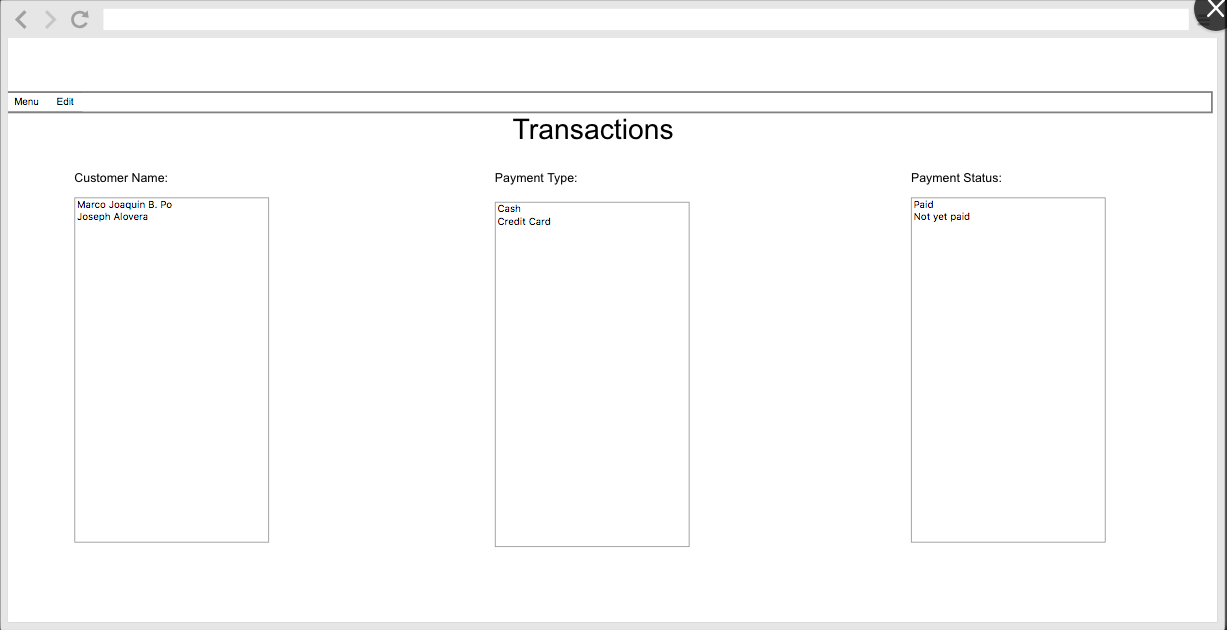 Menu Edit
Transactions
Customer Name:
Marco Joaquin B. Po
Joseph Alovera
Payment Type:
Cash
Credit Card
Payment Status:
Paid
Not yet paid